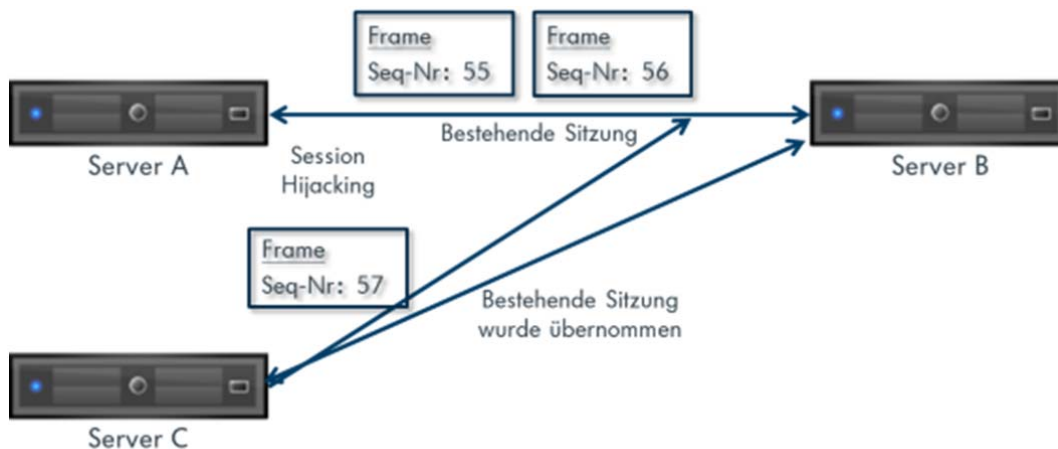 Frame
Seq-Nr: 55
Frame
Seq-Nr: 56
Bestehende Sitzung
Server A
Server B
Session
Hijacking
Frame
Seq-Nr: 57
Bestehende Sitzung
wurde übernommen
Server C